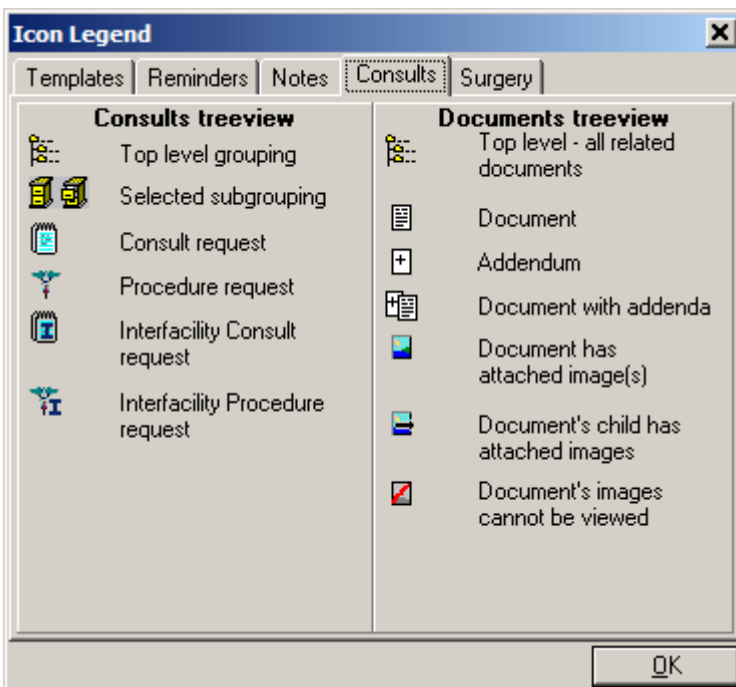 Icon Legend
Templates Reminders Notes Consults Surgery
Consults treeview
Top level grouping
Selected subgrouping
Consult request
Procedure request
Interfacility Consult
request
Interfacility Procedure
request
Documents treeview
Top level - all related
documents
Document
Addendum
Document with addenda
Document has
attached image(s)
Document's child has
attached images
Document's images
cannot be viewed
OK